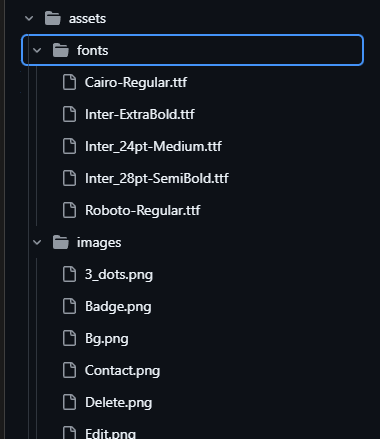 assets
fonts
Cairo-Regular.ttf
Inter-ExtraBold.ttf
Inter_24pt-Medium.ttf
Inter_28pt-SemiBold.ttf
Roboto-Regular.ttf
images
3_dots.png
Badge.png
Bg.png
Contact.png
Delete.png
Edit.png